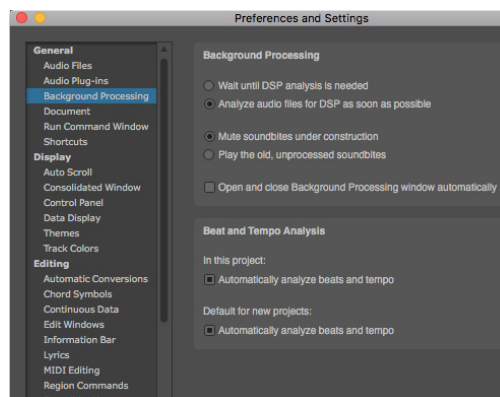 Preferences and Settings
General
Audio Files
Audio Plug-ins
Background Processing
Document
Run Command Window
Shortcuts
Display
Auto Scroll
Consolidated Window
Control Panel
Data Display
Themes
Track Colors
Editing
Automatic Conversions
Chord Symbols
Continuous Data
Edit Windows
Information Bar
Lyrics
MIDI Editing
Region Commands
Background Processing
Wait until DSP analysis is needed
Analyze audio files for DSP as soon as possible
Mute soundbites under construction
Play the old, unprocessed soundbites
Open and close Background Processing window automatically
Beat and Tempo Analysis
In this project:
Automatically analyze beats and tempo
Default for new projects:
Automatically analyze beats and tempo